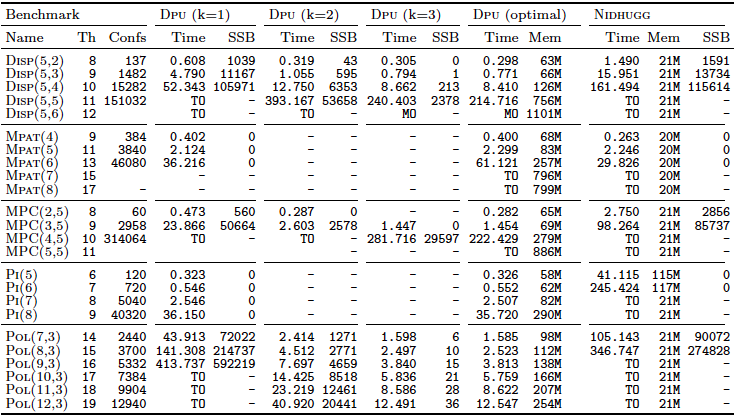 Benchmark Dpu (k=1) Dpu (k=2) Dpu (k=3) Dpu (optimal) Nidhugg
Name Th Confs Time SSB Time SSB Time SSB Time Mem Time Mem SSB
Disp(5,2) 8 137 0.608 1039 0.319 43 0.305 0 0.298 63M 1.490 21M 1591
Disp(5,3) 9 1482 4.790 11167 1.055 595 0.794 1 0.771 66M 15.951 21M 13734
Disp(5,4) 10 15282 52.343 105971 12.750 6353 8.662 213 8.410 126M 161.494 21M 115614
Disp(5,5) 11 151032 TO - 393.167 53658 240.403 2378 214.716 756M TO 21M -
Disp(5,6) 12 TO - TO - MO - MO 1101M TO 21M -
Mpat(4) 9 384 0.402 0 - - - - 0.400 68M 0.263 20M 0
Mpat(5) 11 3840 2.124 0 - - - - 2.299 83M 2.246 20M 0
Mpat(6) 13 46080 36.216 0 - - - - 61.121 257M 29.826 20M 0
Mpat(7) 15 - - - - - - TO 796M TO 20M -
Mpat(8) 17 - - - - - - - TO 799M TO 20M -
MPC(2,5) 8 60 0.473 560 0.287 0 - - 0.282 65M 2.750 21M 2856
MPC(3,5) 9 2958 23.866 50664 2.603 2578 1.447 0 1.454 69M 98.264 21M 85737
MPC(4,5) 10 314064 TO - TO - 281.716 29597 222.429 279M TO 21M -
MPC(5,5) 11 - - - - - - TO 886M TO 21M -
Pi(5) 6 120 0.323 0 - - - - 0.326 58M 41.115 115M 0
Pi(6) 7 720 0.546 0 - - - - 0.552 62M 245.424 117M 0
Pi(7) 8 5040 2.546 0 - - - - 2.507 82M TO 21M -
Pi(8) 9 40320 36.150 0 - - - - 35.720 290M TO 21M -
Pol(7,3) 14 2440 43.913 72022 2.414 1271 1.598 6 1.585 98M 105.143 21M 90072
Pol(8,3) 15 3700 141.308 214737 4.512 2771 2.497 10 2.523 112M 346.747 21M 274828
Pol(9,3) 16 5332 413.737 592219 7.697 4659 3.840 15 3.813 138M TO 21M -
Pol(10,3) 17 7384 TO - 14.425 8518 5.836 21 5.759 166M TO 21M -
Pol(11,3) 18 9904 TO - 23.219 12461 8.586 28 8.622 207M TO 21M -
Pol(12,3) 19 12940 TO - 40.920 20441 12.491 36 12.547 254M TO 21M -